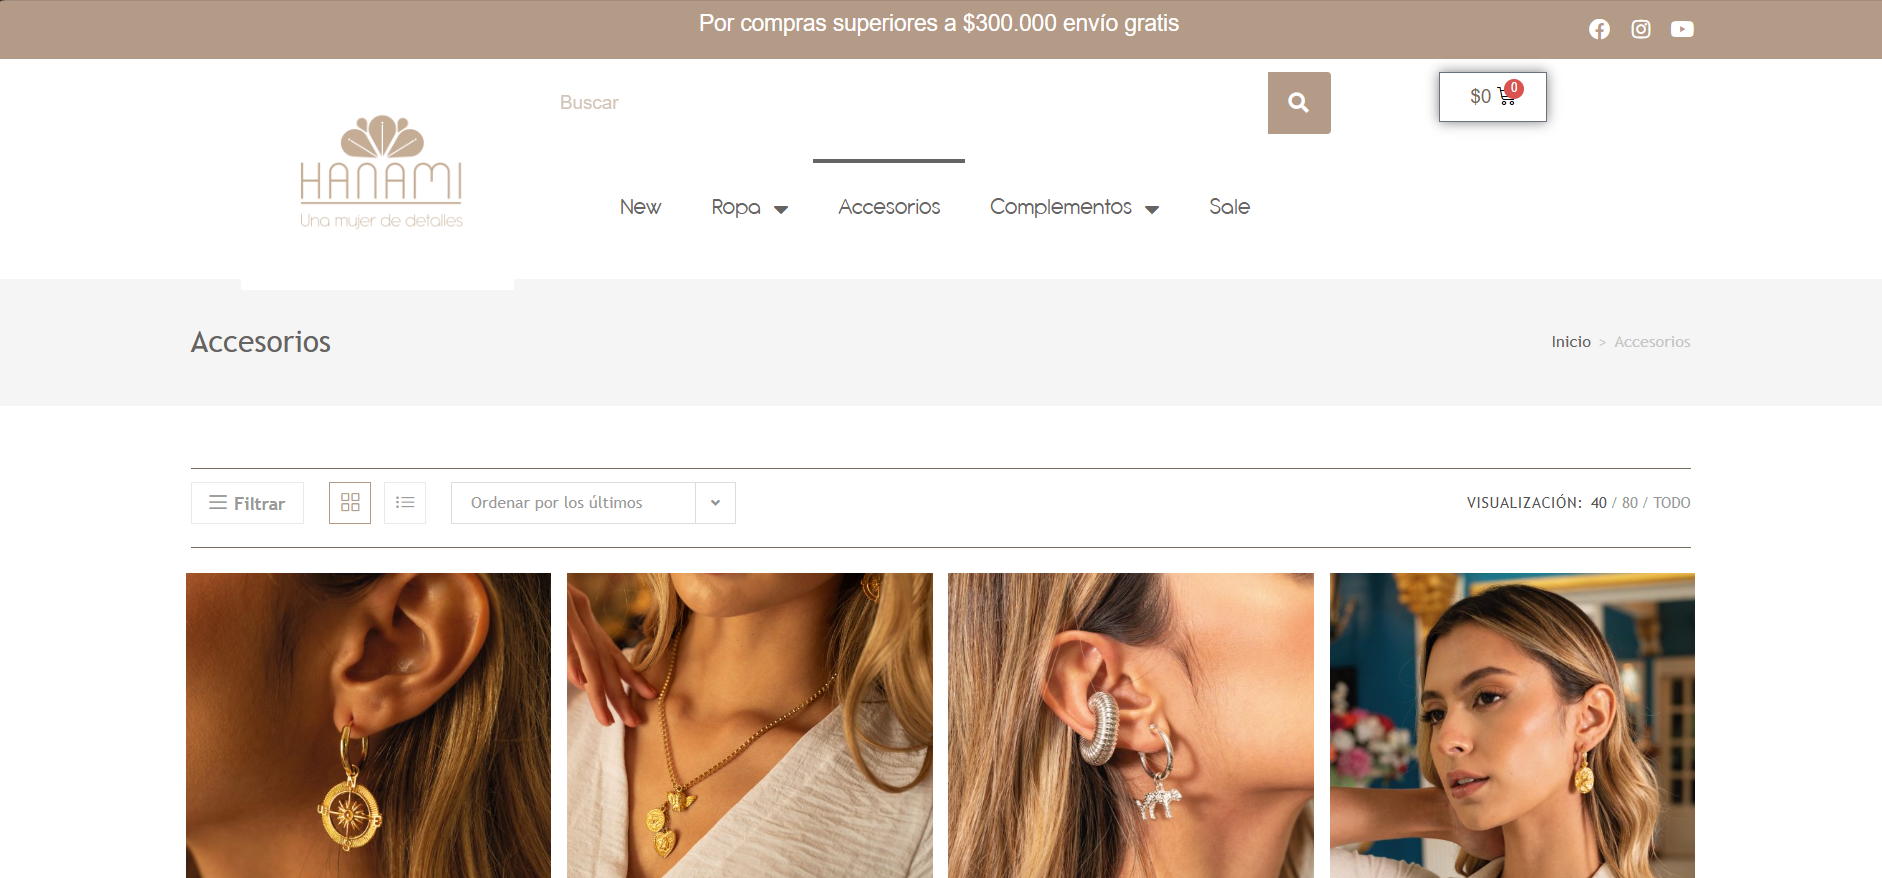 Por compras superiores a $300.000 envío gratis
Buscar
$0 0
HANAMI
Una mujer de detalles
New Ropa Accesorios Complementos Sale
Accesorios
Inicio > Accesorios
Filtrar
Ordenar por los últimos
VISUALIZACIÓN: 40 / 80 / TODO